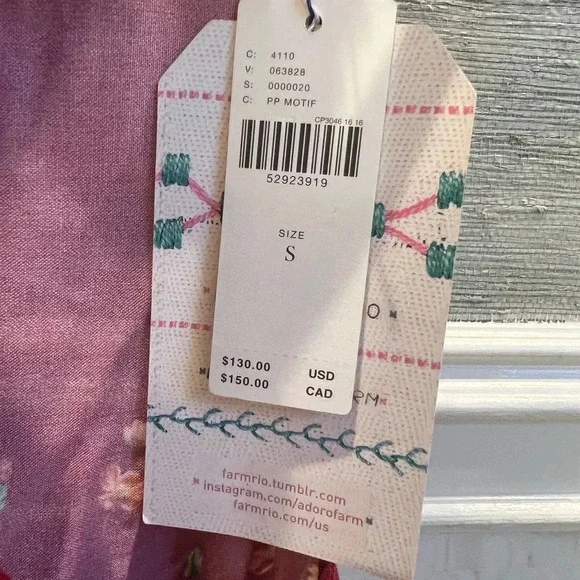 C: 4110
V: 063828
S: 0000020
C: PP MOTIF
CP3046 16 16
52923919
SIZE
S
O
$130.00 USD
$150.00 CAD
RM
farmrio.tumblr.com
instagram.com/adorofarm
farmrio.com/us